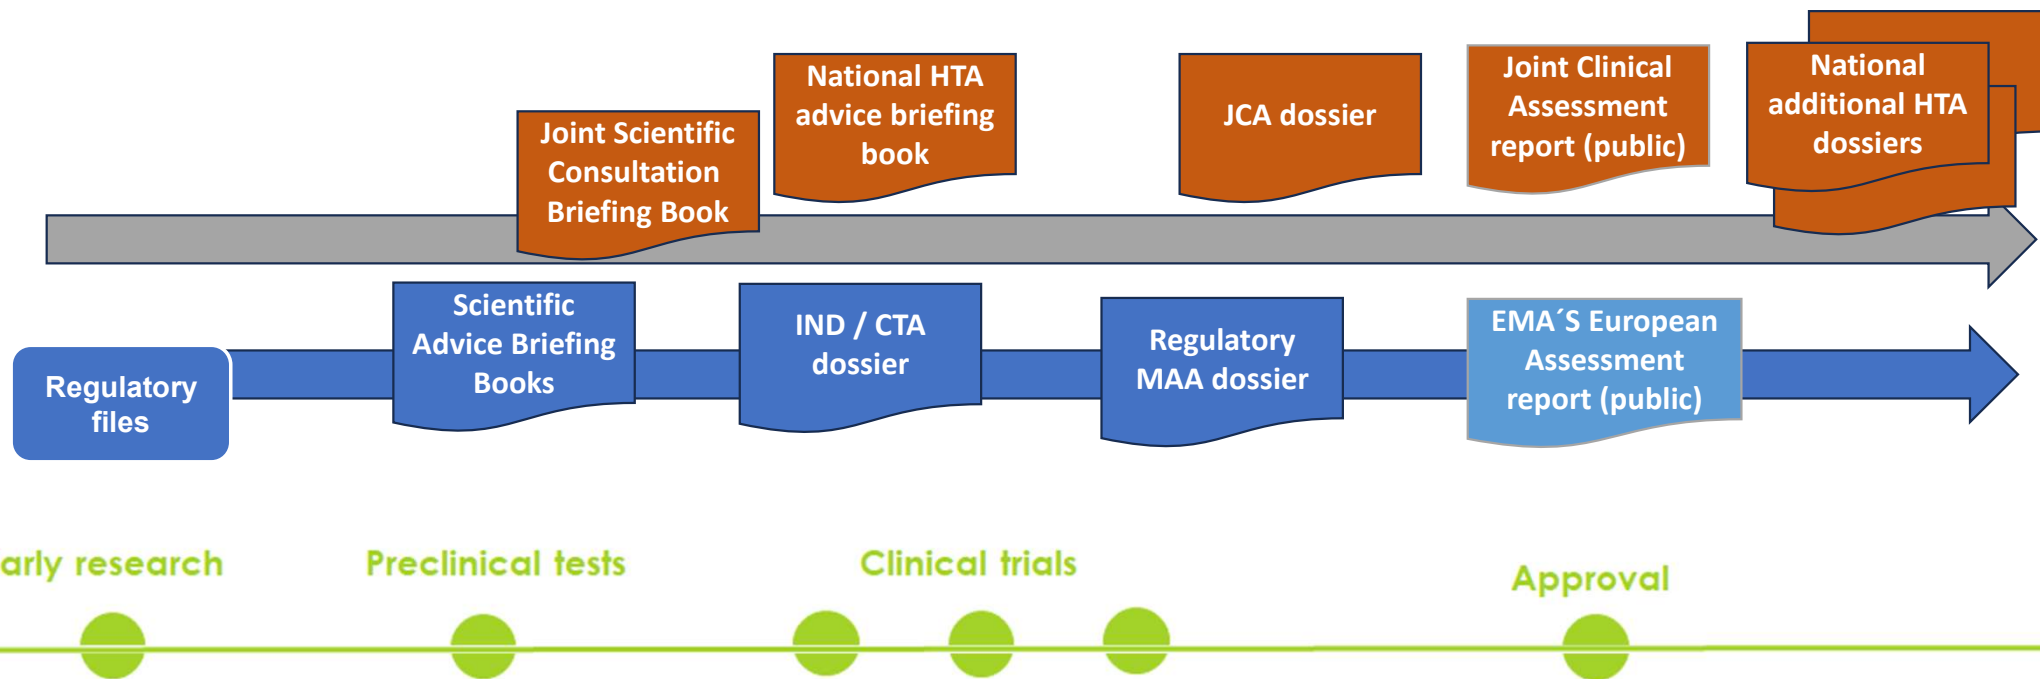 National HTA
advice briefing
book
Joint Scientific
Consultation
Briefing Book
JCA dossier
Joint Clinical
Assessment
report (public)
National
additional HTA
dossiers
Regulatory
files
Scientific
Advice Briefing
Books
IND / CTA
dossier
Regulatory
MAA dossier
EMA´S European
Assessment
report (public)
arly research
Preclinical tests
Clinical trials
Approval